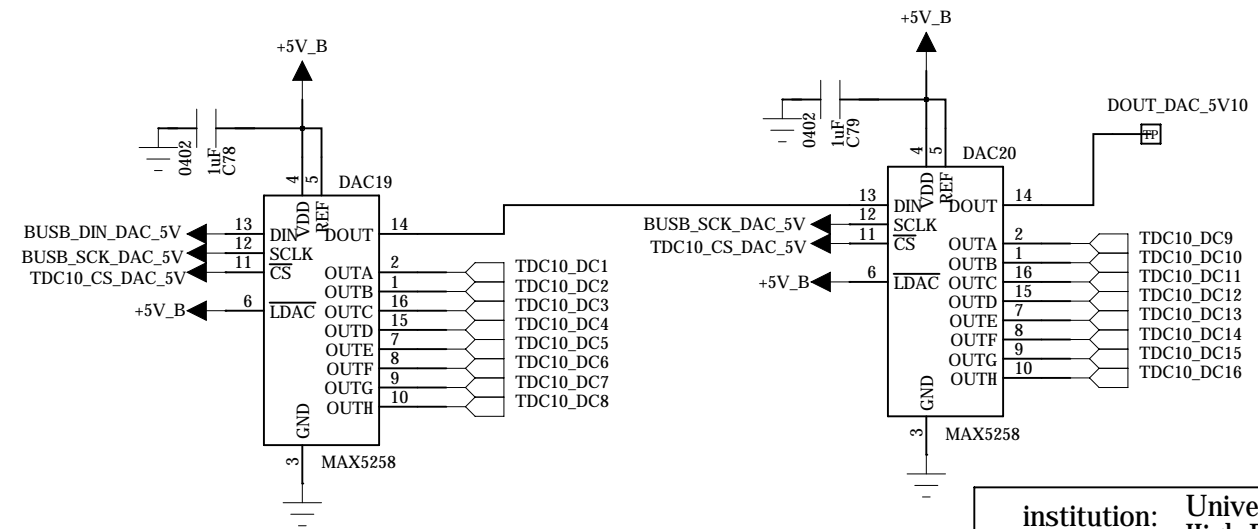 +5V_B
0402
1uF
C78
4
5
DAC19
VDD
REF
BUSB_DIN_DAC_5V
13
DIN
DOUT
14
BUSB_SCK_DAC_5V
12
SCLK
TDC10_CS_DAC_5V
11
CS
+5V_B
6
LDAC
OUTA
2
TDC10_DC1
OUTB
1
TDC10_DC2
OUTC
16
TDC10_DC3
OUTD
15
TDC10_DC4
OUTE
7
TDC10_DC5
OUTF
8
TDC10_DC6
OUTG
9
TDC10_DC7
OUTH
10
TDC10_DC8
GND
3
MAX5258
+5V_B
0402
1uF
C79
4
5
DAC20
VDD
REF
DOUT_DAC_5V10
TP
13
DIN
DOUT
14
BUSB_SCK_DAC_5V
12
SCLK
TDC10_CS_DAC_5V
11
CS
+5V_B
6
LDAC
OUTA
2
TDC10_DC9
OUTB
1
TDC10_DC10
OUTC
16
TDC10_DC11
OUTD
15
TDC10_DC12
OUTE
7
TDC10_DC13
OUTF
8
TDC10_DC14
OUTG
9
TDC10_DC15
OUTH
10
TDC10_DC16
GND
3
MAX5258
institution: Unive